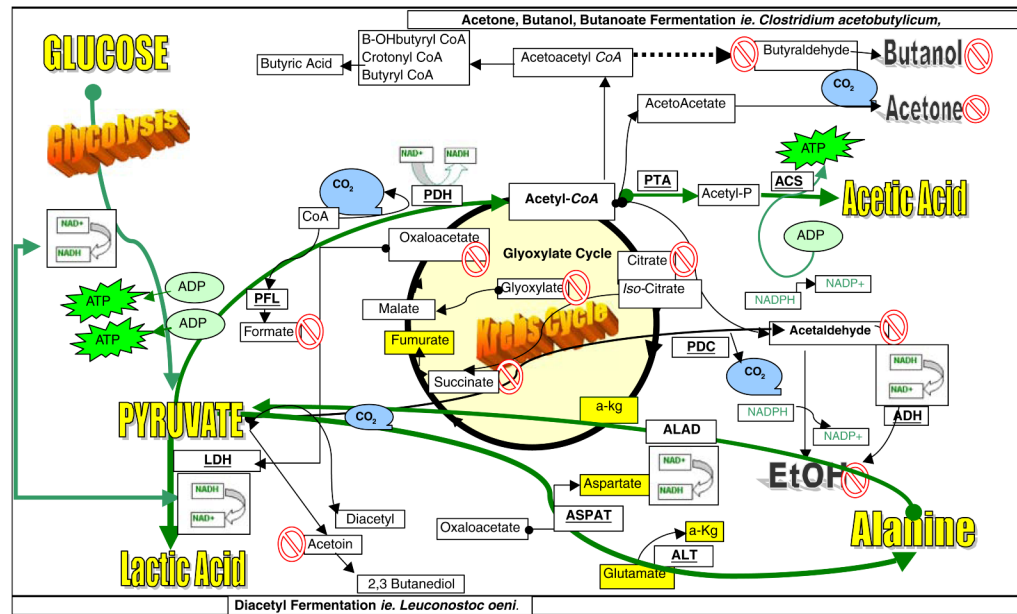 Acetone, Butanol, Butanoate Fermentation ie. Clostridium acetobutylicum,
GLUCOSE
B-OHbutyryl CoA
Crotonyl CoA
Butyryl CoA
Butyric Acid
Acetoacetyl CoA
Butyraldehyde
Butanol
CO2
AcetoAcetate
Acetone
Glycolysis
ATP
NAD+
NADH
CO2
PDH
PTA
ACS
Acetyl-CoA
Acetyl-P
Acetic Acid
CoA
NAD+
NADH
Oxaloacetate
Glyoxylate Cycle
Citrate
ADP
Iso-Citrate
NADPH
NADP+
ADP
ATP
PFL
Glyoxylate
Malate
ADP
ATP
Formate
Krebs Cycle
Acetaldehyde
Fumurate
PDC
Succinate
CO2
NADH
NAD+
a-kg
NADPH
ADH
PYRUVATE
CO2
ALAD
NADP+
LDH
NAD+
NADH
EtOH
NADH
NAD+
Aspartate
Diacetyl
ASPAT
Oxaloacetate
a-Kg
Alanine
Acetoin
ALT
Lactic Acid
Glutamate
2,3 Butanediol
Diacetyl Fermentation ie. Leuconostoc oeni.